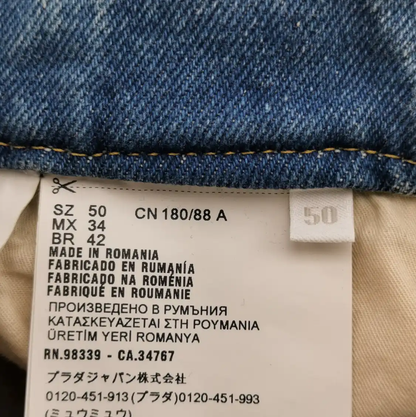 SZ 50 CN 180/88 A
MX 34
BR 42
50
MADE IN ROMANIA
FABRICADO EN RUMANÍA
FABRICADO NA ROMÉNIA
FABRIQUÉ EN ROUMANIE
ПРОИЗВЕДЕНО В РУМЪНИЯ
ΚΑΤΑΣΚΕΥΑΖΕΤΑΙ ΣΤΗ ΡΟΥΜΑΝΙΑ
ÜRETİM YERİ ROMANYA
RN.98339 - CA.34767
プラダジャパン株式会社
0120-451-913 (プラダ)0120-451-993
(ミュウミュウ)